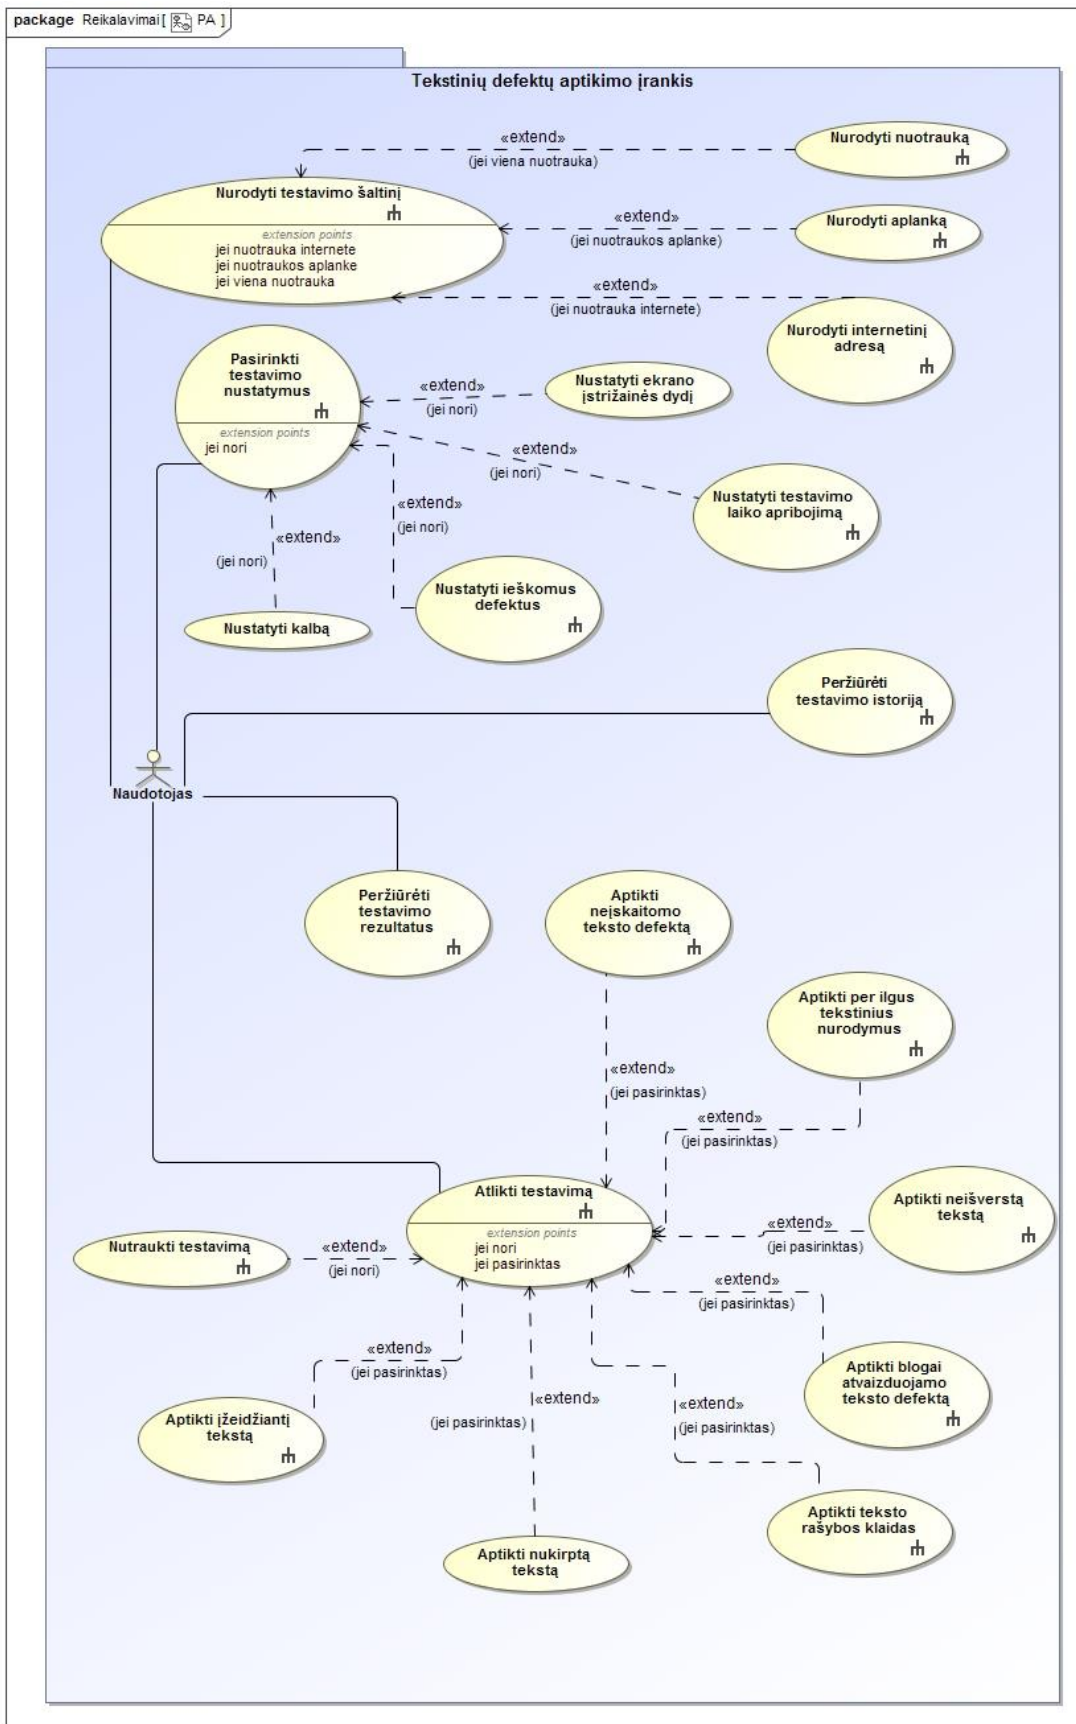 package Reikalavimai [ PA ]
Tekstinių defektų aptikimo įrankis
«extend»
(jei viena nuotrauka)
Nurodyti nuotrauką
Nurodyti testavimo šaltinį
extension points
jei nuotrauka internete
jei nuotraukos aplanke
jei viena nuotrauka
«extend»
(jei nuotraukos aplanke)
Nurodyti aplanką
«extend»
(jei nuotrauka internete)
Nurodyti internetinį
adresą
Pasirinkti
testavimo
nustatymus
extension points
jei nori
«extend»
(jei nori)
Nustatyti ekrano
įstrižainės dydį
«extend»
(jei nori)
Nustatyti testavimo
laiko apribojimą
«extend»
(jei nori)
«extend»
(jei nori)
Nustatyti ieškomus
defektus
Nustatyti kalbą
Peržiūrėti
testavimo istoriją
Naudotojas
Peržiūrėti
testavimo
rezultatus
Aptikti
neįskaitomo
teksto defektą
Aptikti per ilgus
tekstinius
nurodymus
«extend»
(jei pasirinktas)
«extend»
(jei pasirinktas)
Atlikti testavimą
extension points
jei nori
jei pasirinktas
Aptikti neišverstą
tekstą
«extend»
(jei pasirinktas)
Nutraukti testavimą
«extend»
(jei nori)
«extend»
(jei pasirinktas)
Aptikti blogai
atvaizduojamo
teksto defektą
«extend»
(jei pasirinktas)
Aptikti įžeidžiantį
tekstą
«extend»
(jei pasirinktas)
«extend»
(jei pasirinktas)
Aptikti teksto
rašybos klaidas
Aptikti nukirptą
tekstą